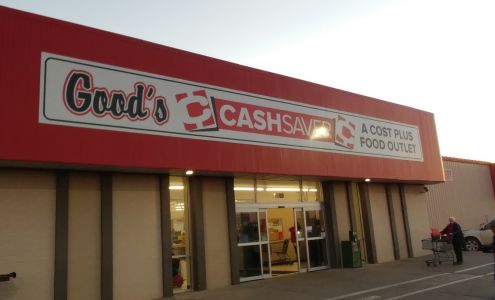 Good's
CASHSAVER
A COST PLUS
FOOD OUTLET